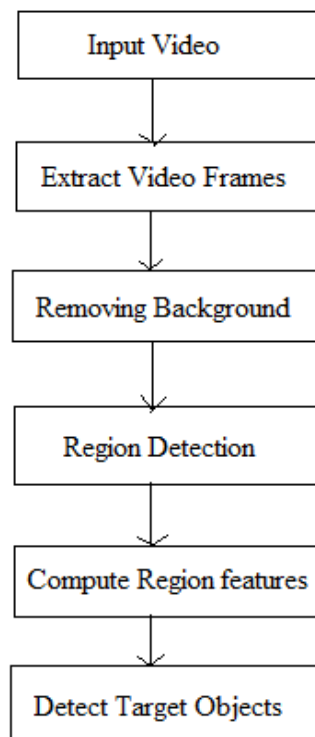 Input Video
Extract Video Frames
Removing Background
Region Detection
Compute Region features
Detect Target Objects